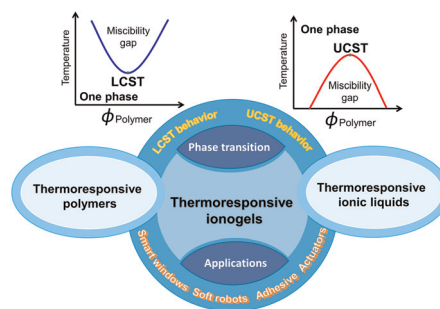 Temperature
Miscibility
gap
LCST
One phase
ϕPolymer
Temperature
One phase
UCST
Miscibility
gap
ϕPolymer
LCST behavior
UCST behavior
Phase transition
Thermoresponsive
polymers
Thermoresponsive
ionogels
Thermoresponsive
ionic liquids
Applications
Smart windows
Soft robots
Adhesive
Actuators